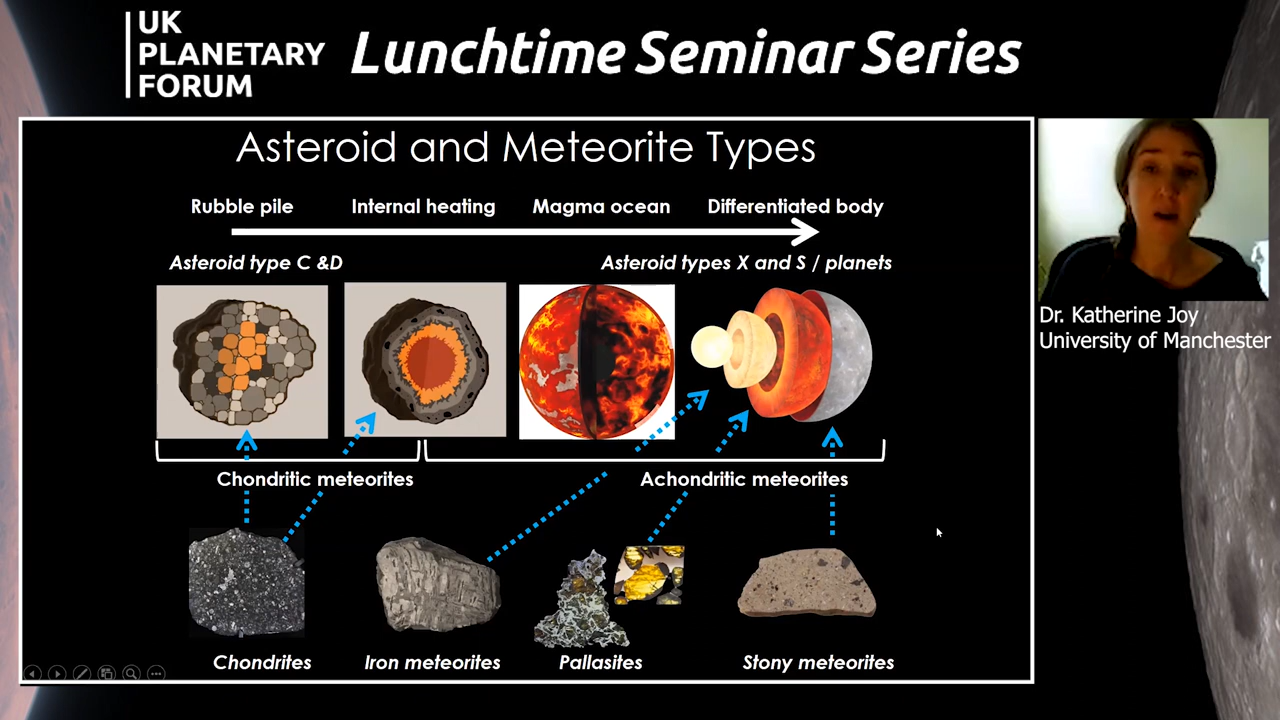 UK
PLANETARY
FORUM
Lunchtime Seminar Series
Asteroid and Meteorite Types
Rubble pile
Internal heating
Magma ocean
Differentiated body
Asteroid type C &D
Asteroid types X and S / planets
Chondritic meteorites
Achondritic meteorites
Chondrites
Iron meteorites
Pallasites
Stony meteorites
Dr. Katherine Joy
University of Manchester